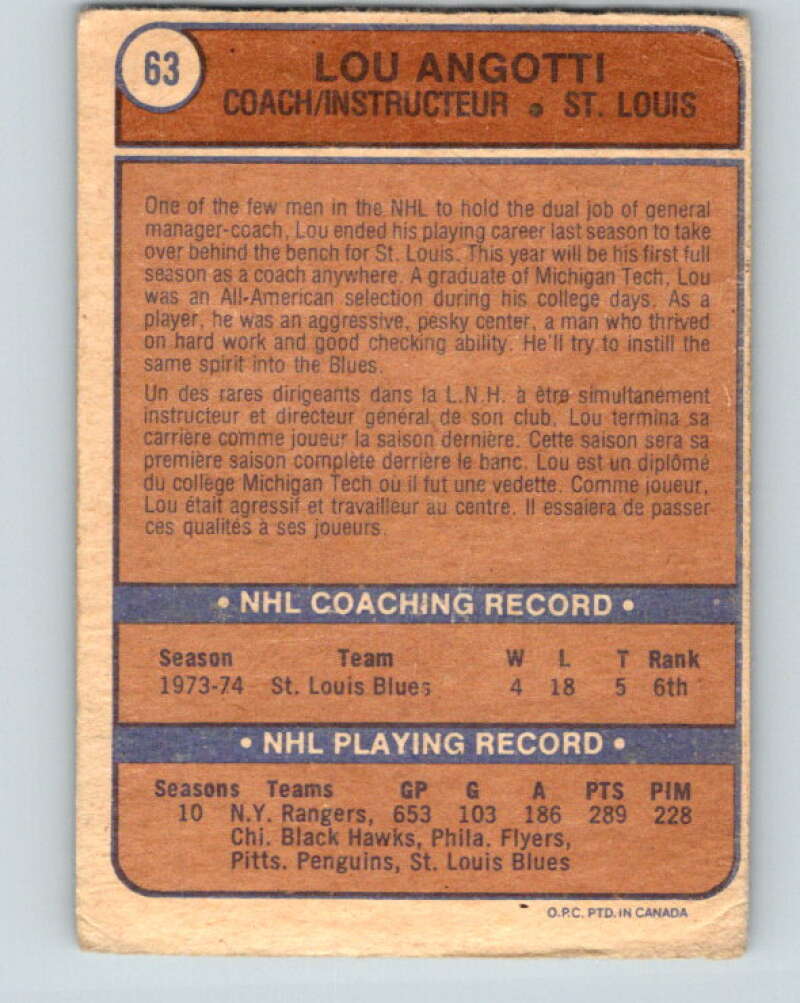 63
LOU ANGOTTI
COACH/INSTRUCTEUR • ST. LOUIS
One of the few men in the NHL to hold the dual job of general
manager-coach, Lou ended his playing career last season to take
over behind the bench for St. Louis. This year will be his first full
season as a coach anywhere. A graduate of Michigan Tech, Lou
was an All-American selection during his college days. As a
player, he was an aggressive, pesky center, a man who thrived
on hard work and good checking ability. He'll try to instill the
same spirit into the Blues.
Un des rares dirigeants dans la L.N.H. à être simultanément
instructeur et directeur général de son club, Lou termina sa
carrière comme joueur la saison dernière. Cette saison sera sa
première saison complète derrière le banc. Lou est un diplômé
du collège Michigan Tech où il fut une vedette. Comme joueur,
Lou était agressif et travailleur au centre. Il essaiera de passer
ces qualités à ses joueurs.
• NHL COACHING RECORD •
Season Team W L T Rank
1973-74 St. Louis Blues 4 18 5 6th
• NHL PLAYING RECORD •
Seasons Teams GP G A PTS PIM
10 N.Y. Rangers, 653 103 186 289 228
Chi. Black Hawks, Phila. Flyers,
Pitts. Penguins, St. Louis Blues
O.P.C. PTD. IN CANADA